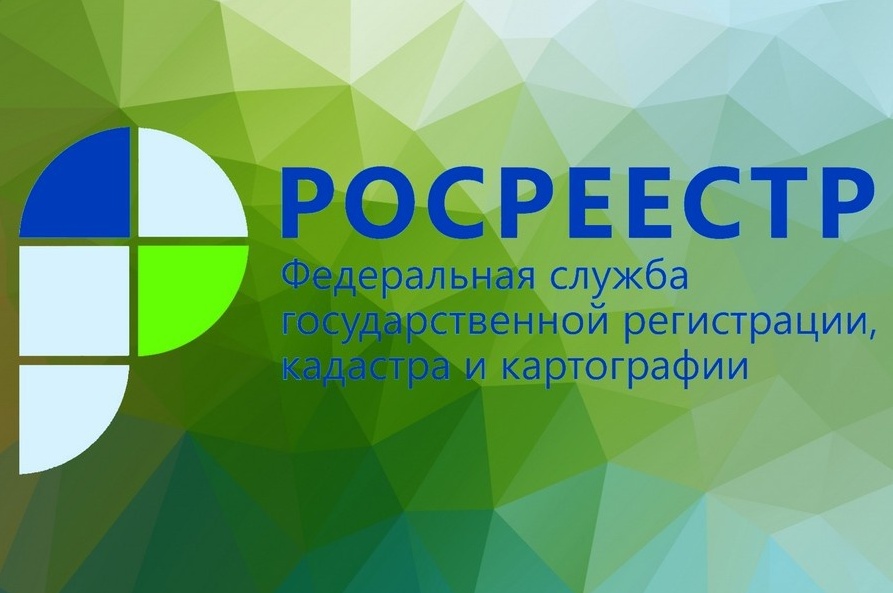 РОСРЕЕСТР
Федеральная служба
государственной регистрации,
кадастра и картографии